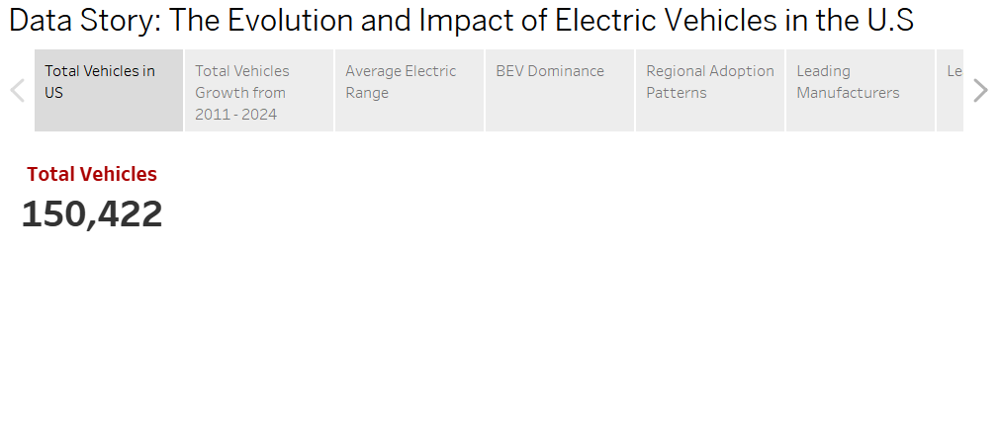 Data Story: The Evolution and Impact of Electric Vehicles in the U.S
Total Vehicles in
US
Total Vehicles
Growth from
2011 - 2024
Average Electric
Range
BEV Dominance
Regional Adoption
Patterns
Leading
Manufacturers
Le
Total Vehicles
150,422